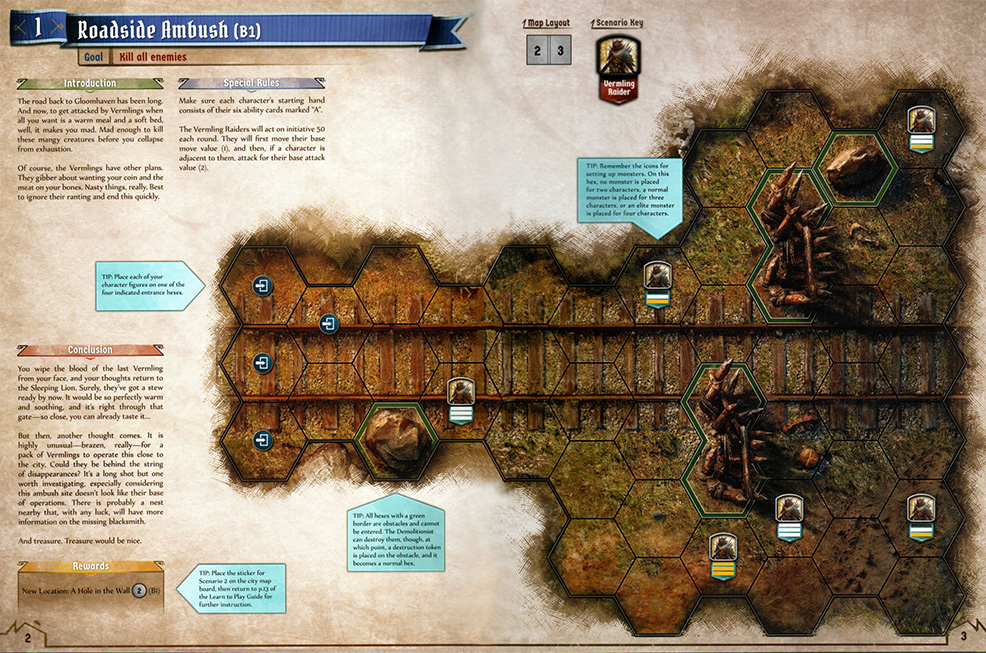 1 Roadside Ambush (B1)
Goal Kill all enemies
Introduction
The road back to Gloomhaven has been long.
And now, to get attacked by Vermlings when
all you want is a warm meal and a soft bed,
well, it makes you mad. Mad enough to kill
these mangy creatures before you collapse
from exhaustion.
Of course, the Vermlings have other plans.
They gibber about wanting your coin and the
meat on your bones. Nasty things, really. Best
to ignore their ranting and end this quickly.
Special Rules
Make sure each character's starting hand
consists of their six ability cards marked "A".
The Vermling Raiders will act on initiative 50
each round. They will first move their base
move value (1), and then, if a character is
adjacent to them, attack for their base attack
value (2).
TIP: Place each of your
character figures on one of the
four indicated entrance hexes.
Conclusion
You wipe the blood of the last Vermling
from your face, and your thoughts return to
the Sleeping Lion. Surely, they've got a stew
ready by now. It would be so perfectly warm
and soothing, and it's right through that
gate—so close, you can already taste it...
But then, another thought comes. It is
highly unusual—brazen, really—for a
pack of Vermlings to operate this close to
the city. Could they be behind the string
of disappearances? It's a long shot but one
worth investigating, especially considering
this ambush site doesn't look like their base
of operations. There is probably a nest
nearby that, with any luck, will have more
information on the missing blacksmith.
And treasure. Treasure would be nice.
Rewards
New Location: A Hole in the Wall 2 (B1)
TIP: Place the sticker for
Scenario 2 on the city map
board, then return to p.13 of
the Learn to Play Guide for
further instruction.
2
Map Layout
2 3
Scenario Key
Vermling
Raider
TIP: Remember the icons for
setting up monsters. On this
hex, no monster is placed
for two characters, a normal
monster is placed for three
characters, or an elite monster
is placed for four characters.
TIP: All hexes with a green
border are obstacles and cannot
be entered. The Demolitionist
can destroy them, though, at
which point, a destruction token
is placed on the obstacle, and it
becomes a normal hex.
3